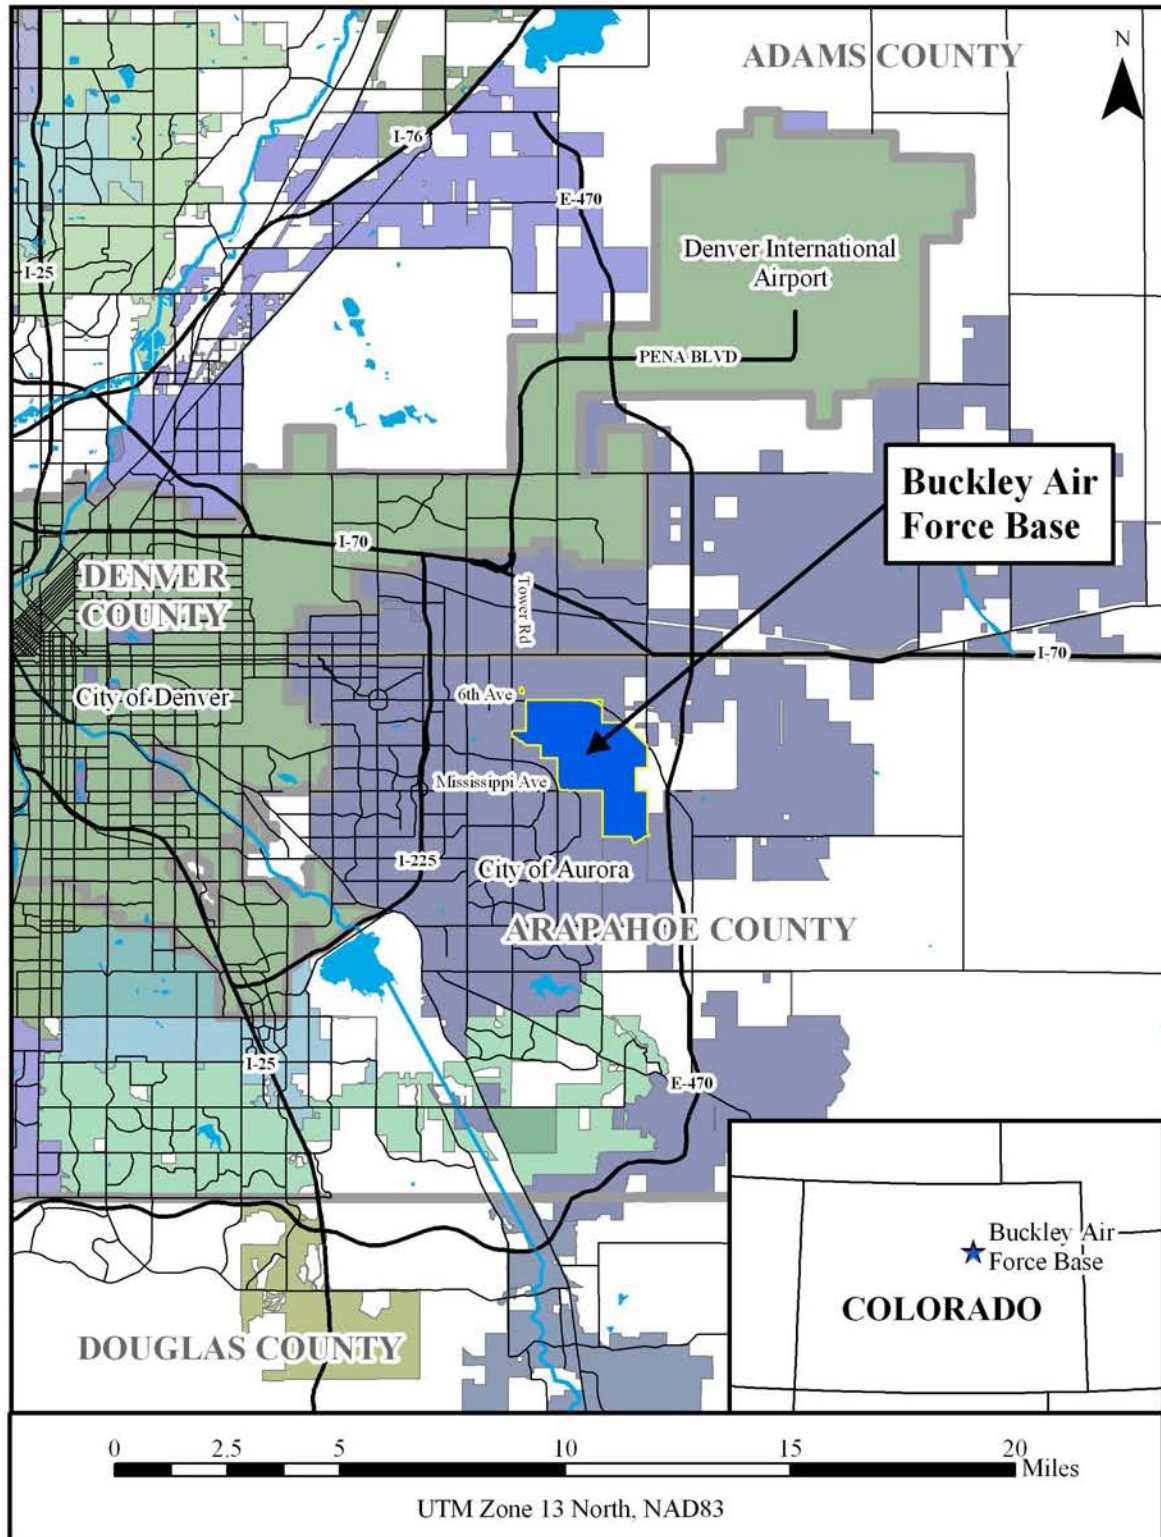 ADAMS COUNTY
N
I-76
E-470
Denver International
Airport
I-25
PENA BLVD
Buckley Air
Force Base
I-70
DENVER
COUNTY
Tower Rd
I-70
6th Ave
City of Denver
Mississippi Ave
I-225
City of Aurora
ARAPAHOE COUNTY
I-25
E-470
Buckley Air
Force Base
COLORADO
DOUGLAS COUNTY
0 2.5 5 10 15 20
Miles
UTM Zone 13 North, NAD83